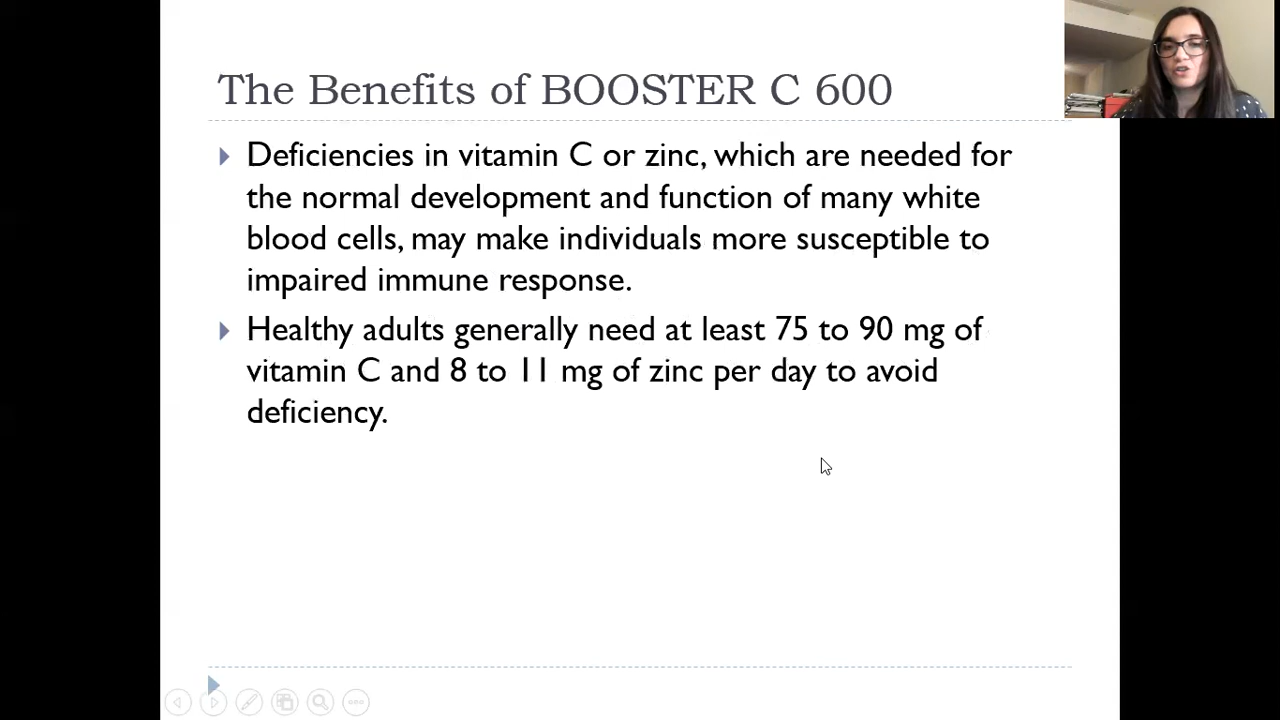 The Benefits of BOOSTER C 600
Deficiencies in vitamin C or zinc, which are needed for
the normal development and function of many white
blood cells, may make individuals more susceptible to
impaired immune response.
Healthy adults generally need at least 75 to 90 mg of
vitamin C and 8 to 11 mg of zinc per day to avoid
deficiency.